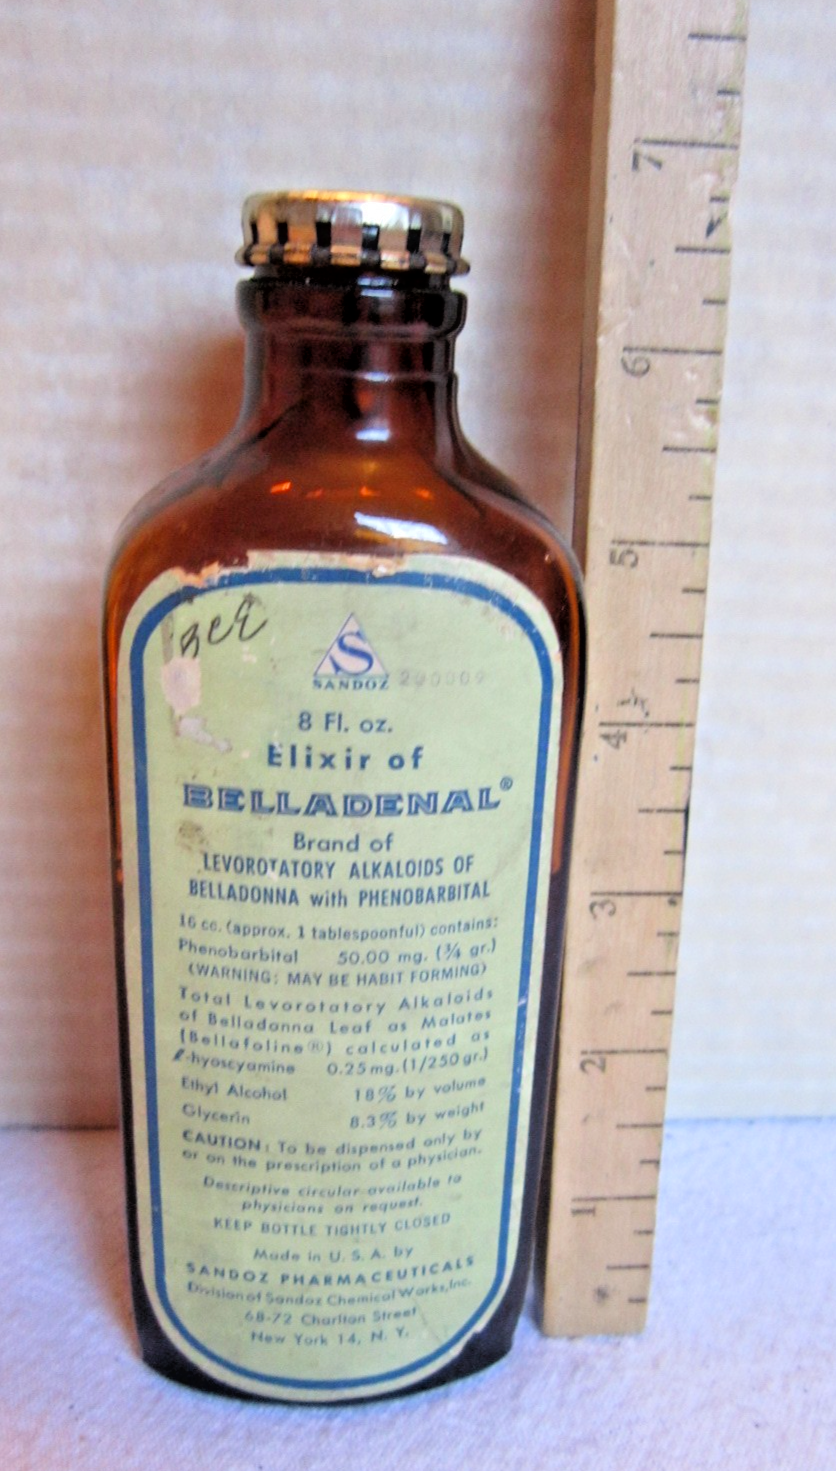 S
SANDOZ
8 Fl. oz.
Elixir of
BELLADENAL®
Brand of
LEVOROTATORY ALKALOIDS OF
BELLADONNA with PHENOBARBITAL
16 cc. (approx. 1 tablespoonful) contains:
Phenobarbital 50.00 mg. (¾ gr.)
(WARNING: MAY BE HABIT FORMING)
Total Levorotatory Alkaloids
of Belladonna Leaf as Malates
(Bellafoline®) calculated as
l-hyoscyamine 0.25 mg. (1/250 gr.)
Ethyl Alcohol 18% by volume
Glycerin 8.3% by weight
CAUTION: To be dispensed only by
or on the prescription of a physician.
Descriptive circular available to
physicians on request.
KEEP BOTTLE TIGHTLY CLOSED
Made in U. S. A. by
SANDOZ PHARMACEUTICALS
Division of Sandoz Chemical Works, Inc.
68-72 Charlton Street
New York 14, N. Y.
7
6
5
4
3
2
1